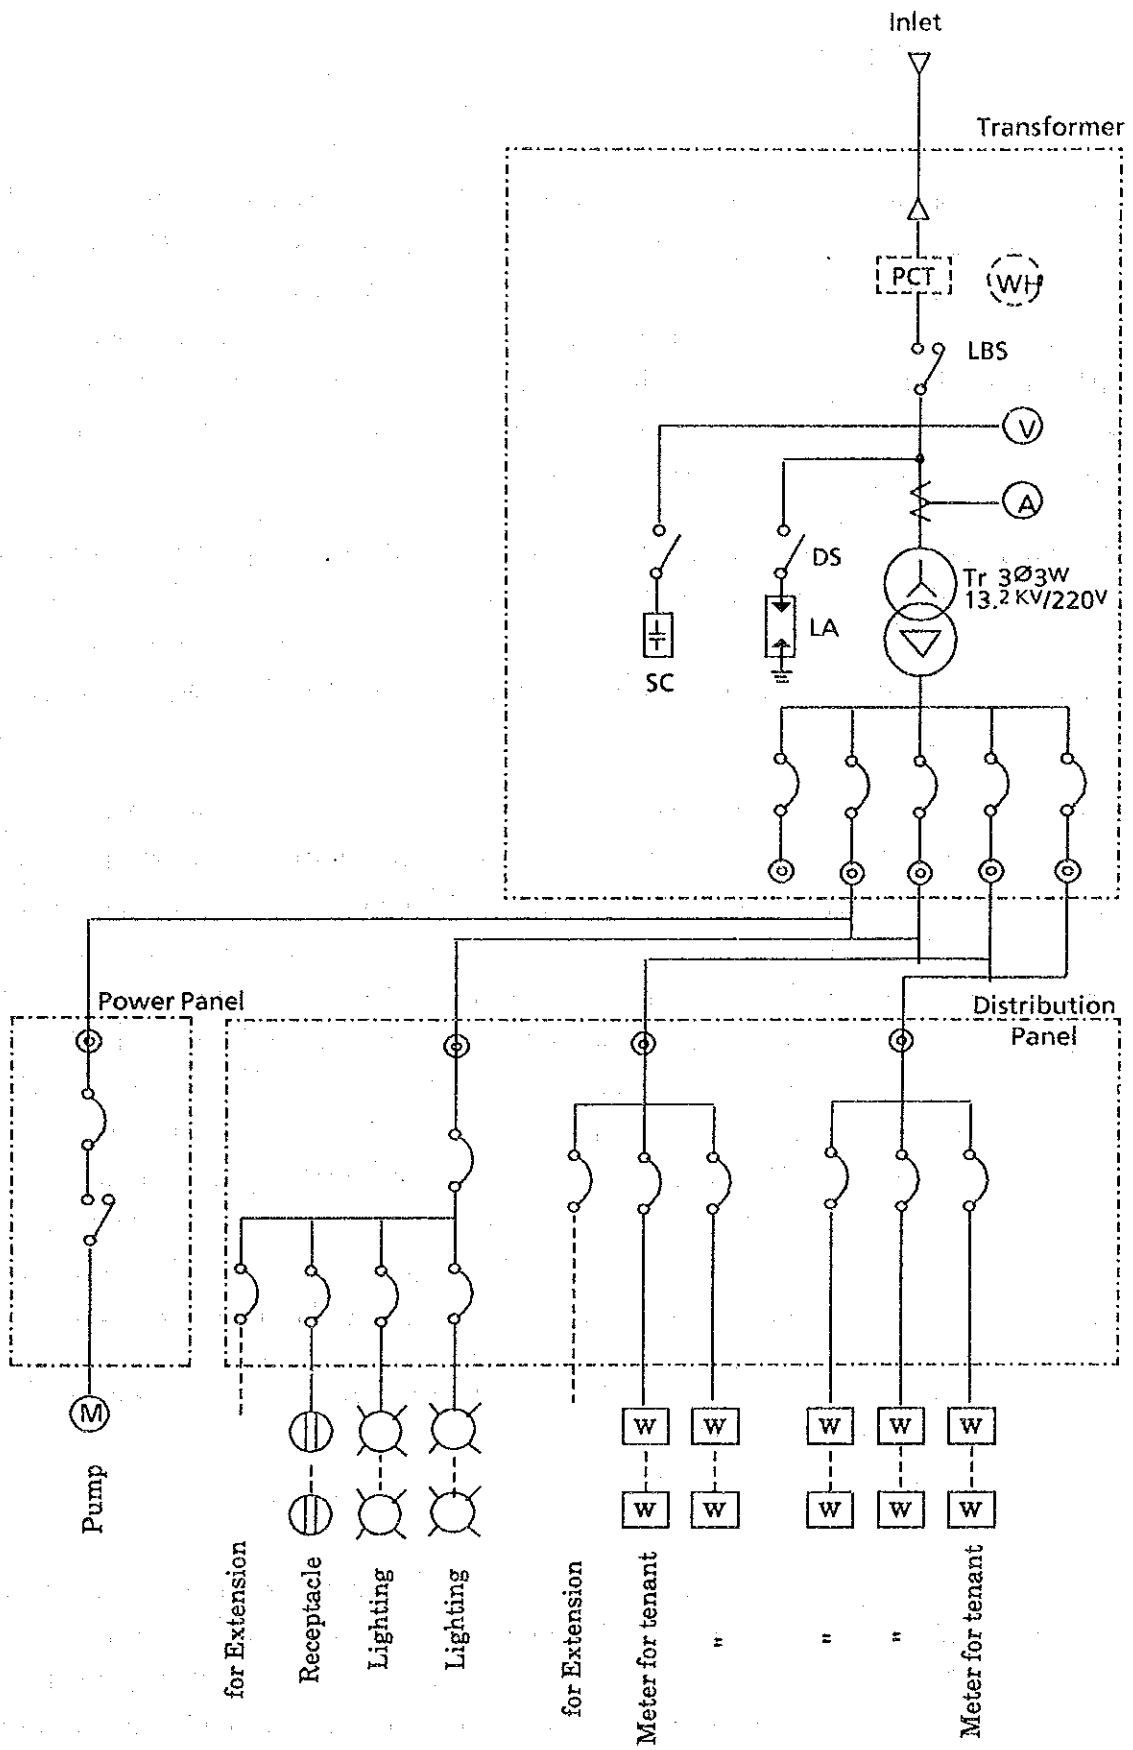 Inlet
Transformer
PCT
WH
LBS
V
A
DS
Tr 3Ø3W
13.2KV/220V
LA
SC
Power Panel
Distribution
Panel
M
W
W
W
W
W
W
W
W
W
W
Pump
for Extension
Receptacle
Lighting
Lighting
for Extension
Meter for tenant
"
"
"
Meter for tenant